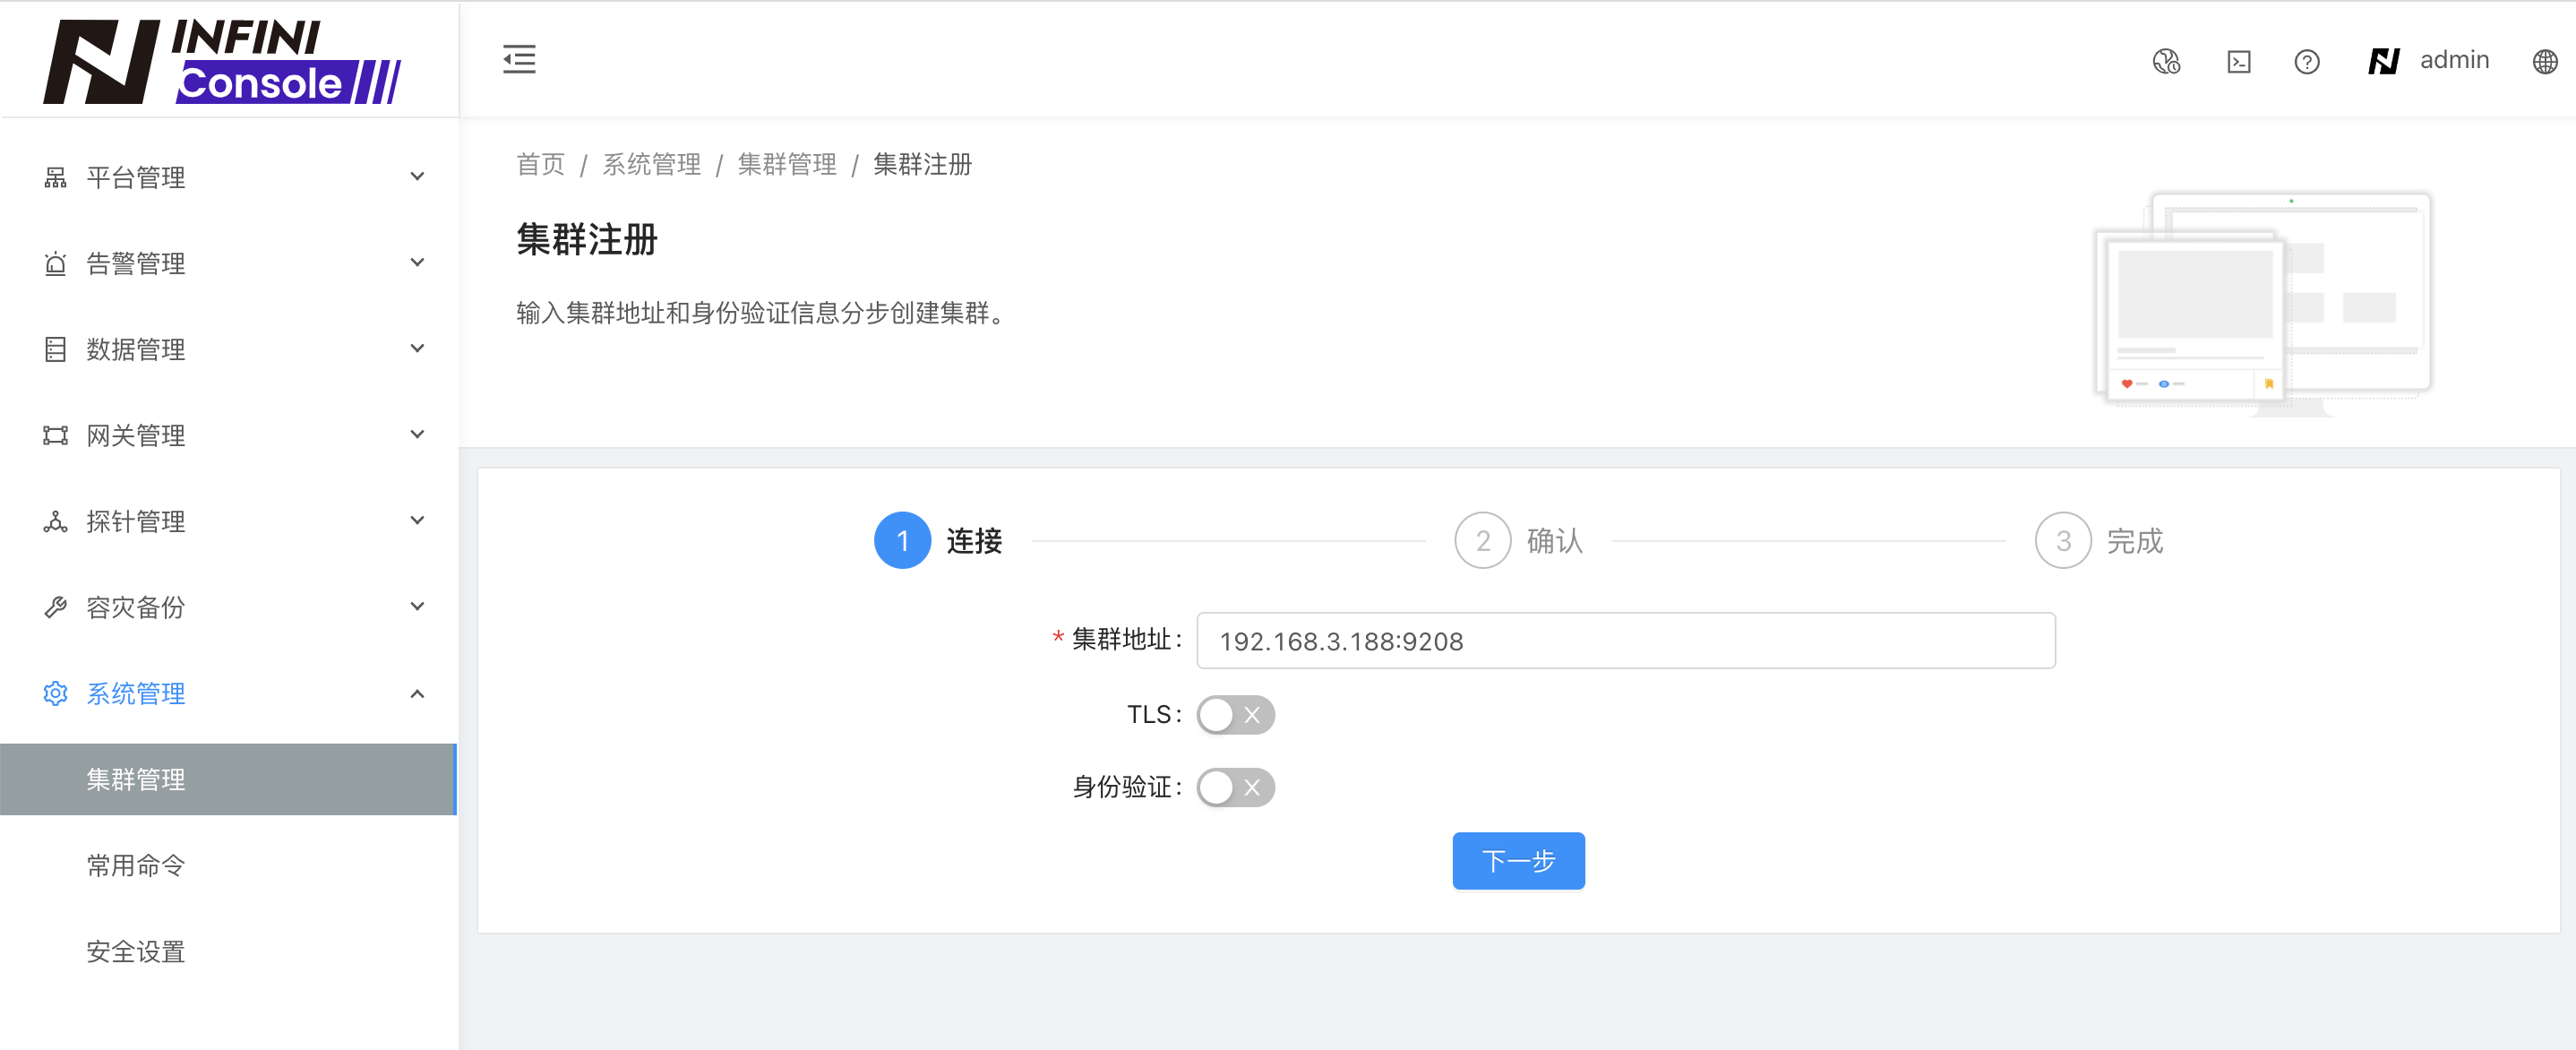 INFINI
Console
admin
平台管理
告警管理
数据管理
网关管理
探针管理
容灾备份
系统管理
集群管理
常用命令
安全设置
首页 / 系统管理 / 集群管理 / 集群注册
集群注册
输入集群地址和身份验证信息分步创建集群。
1 连接
2 确认
3 完成
* 集群地址: 192.168.3.188:9208
TLS:
身份验证:
下一步